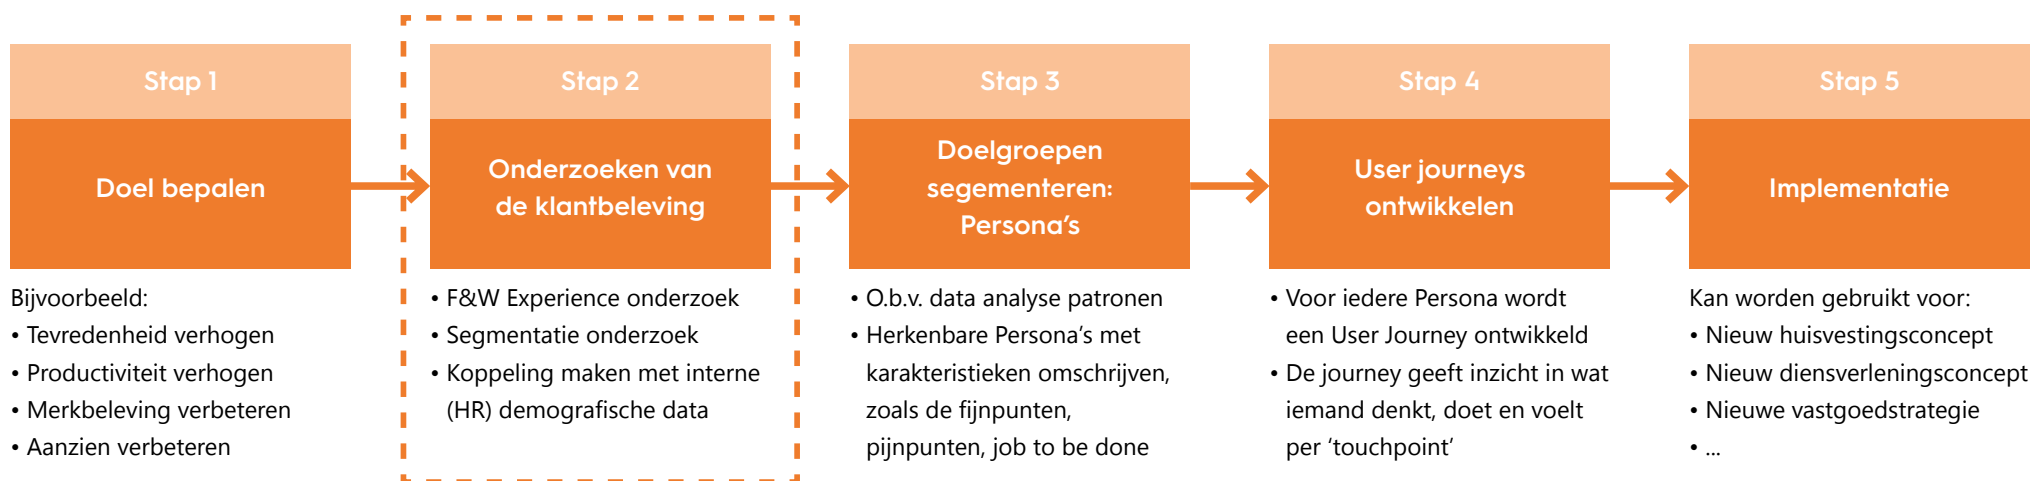 Stap 1
Doel bepalen
Bijvoorbeeld:
• Tevredenheid verhogen
• Productiviteit verhogen
• Merkbeleving verbeteren
• Aanzien verbeteren
Stap 2
Onderzoeken van
de klantbeleving
• F&W Experience onderzoek
• Segmentatie onderzoek
• Koppeling maken met interne
(HR) demografische data
Stap 3
Doelgroepen
segementeren:
Persona’s
• O.b.v. data analyse patronen
• Herkenbare Persona’s met
karakteristieken omschrijven,
zoals de fijnpunten,
pijnpunten, job to be done
Stap 4
User journeys
ontwikkelen
• Voor iedere Persona wordt
een User Journey ontwikkeld
• De journey geeft inzicht in wat
iemand denkt, doet en voelt
per ‘touchpoint’
Stap 5
Implementatie
Kan worden gebruikt voor:
• Nieuw huisvestingsconcept
• Nieuw diensverleningsconcept
• Nieuwe vastgoedstrategie
• ...